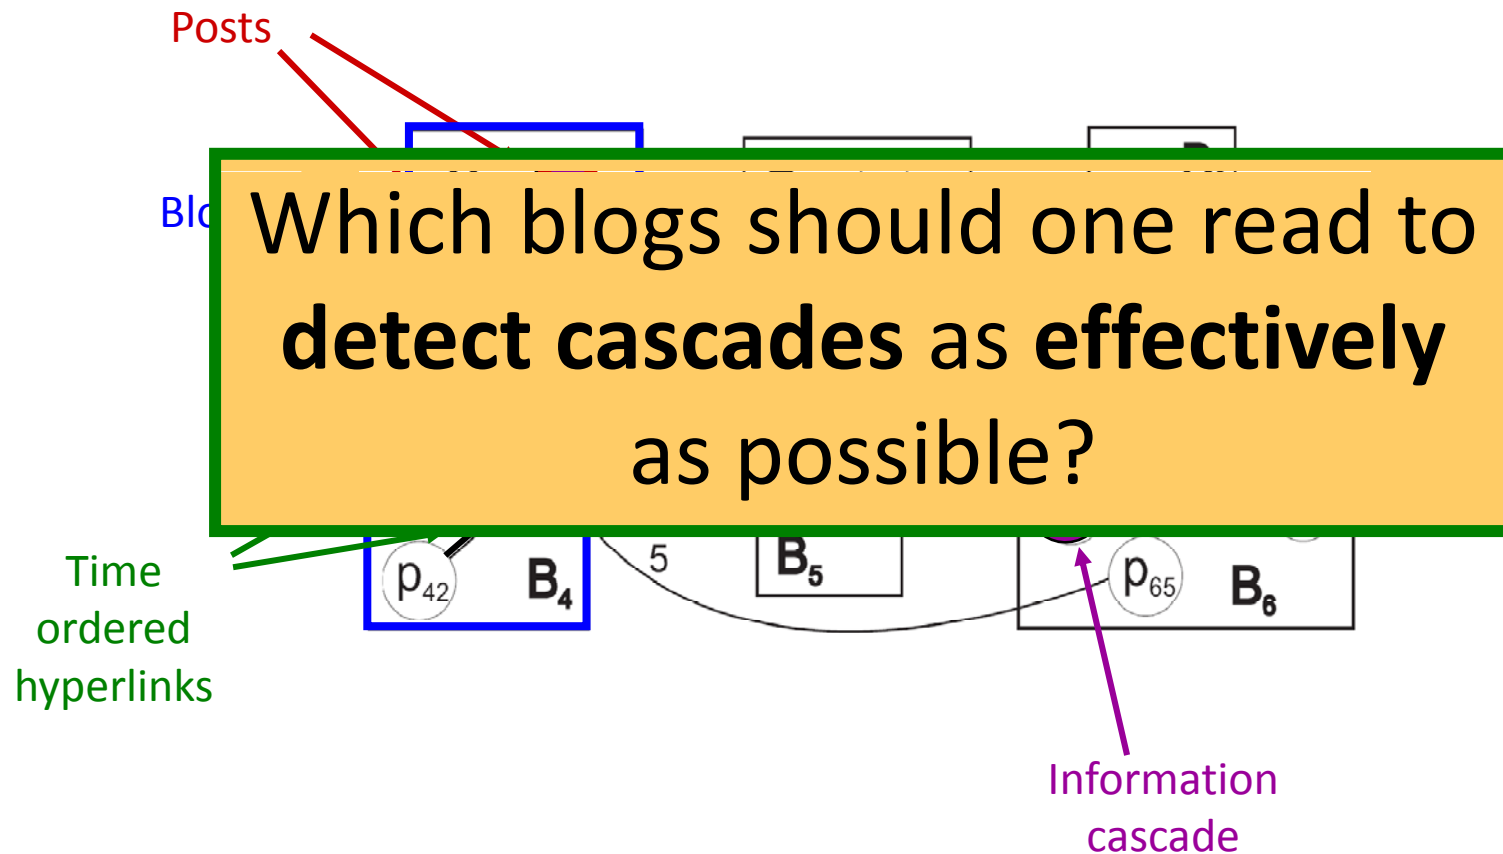 Posts
Which blogs should one read to
detect cascades as effectively
as possible?
Time
ordered
hyperlinks
p42
B4
5
B5
p65
B6
Information
cascade